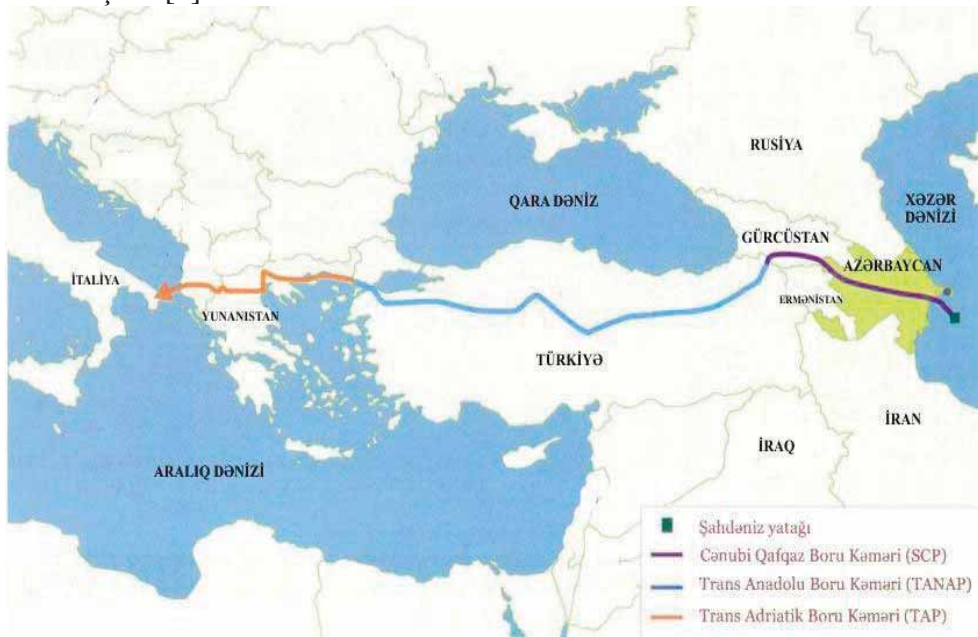 RUSİYA
QARA DƏNİZ
XƏZƏR
DƏNİZİ
GÜRCÜSTAN
AZƏRBAYCAN
İTALİYA
ERMƏNİSTAN
YUNANISTAN
TÜRKİYƏ
İRAN
İRAQ
ARALIQ DƏNİZİ
Şahdəniz yatağı
Cənubi Qafqaz Boru Kəməri (SCP)
Trans Anadolu Boru Kəməri (TANAP)
Trans Adriatik Boru Kəməri (TAP)